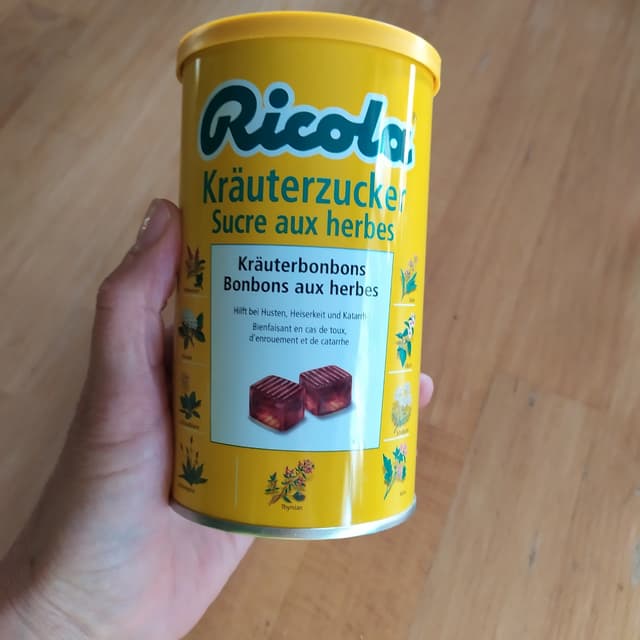 Ricola
Kräuterzucker
Sucre aux herbes
Kräuterbonbons
Bonbons aux herbes
Hilft bei Husten, Heiserkeit und Katarrh
Bienfaisant en cas de toux,
d'enrouement et de catarrhe
Thymian